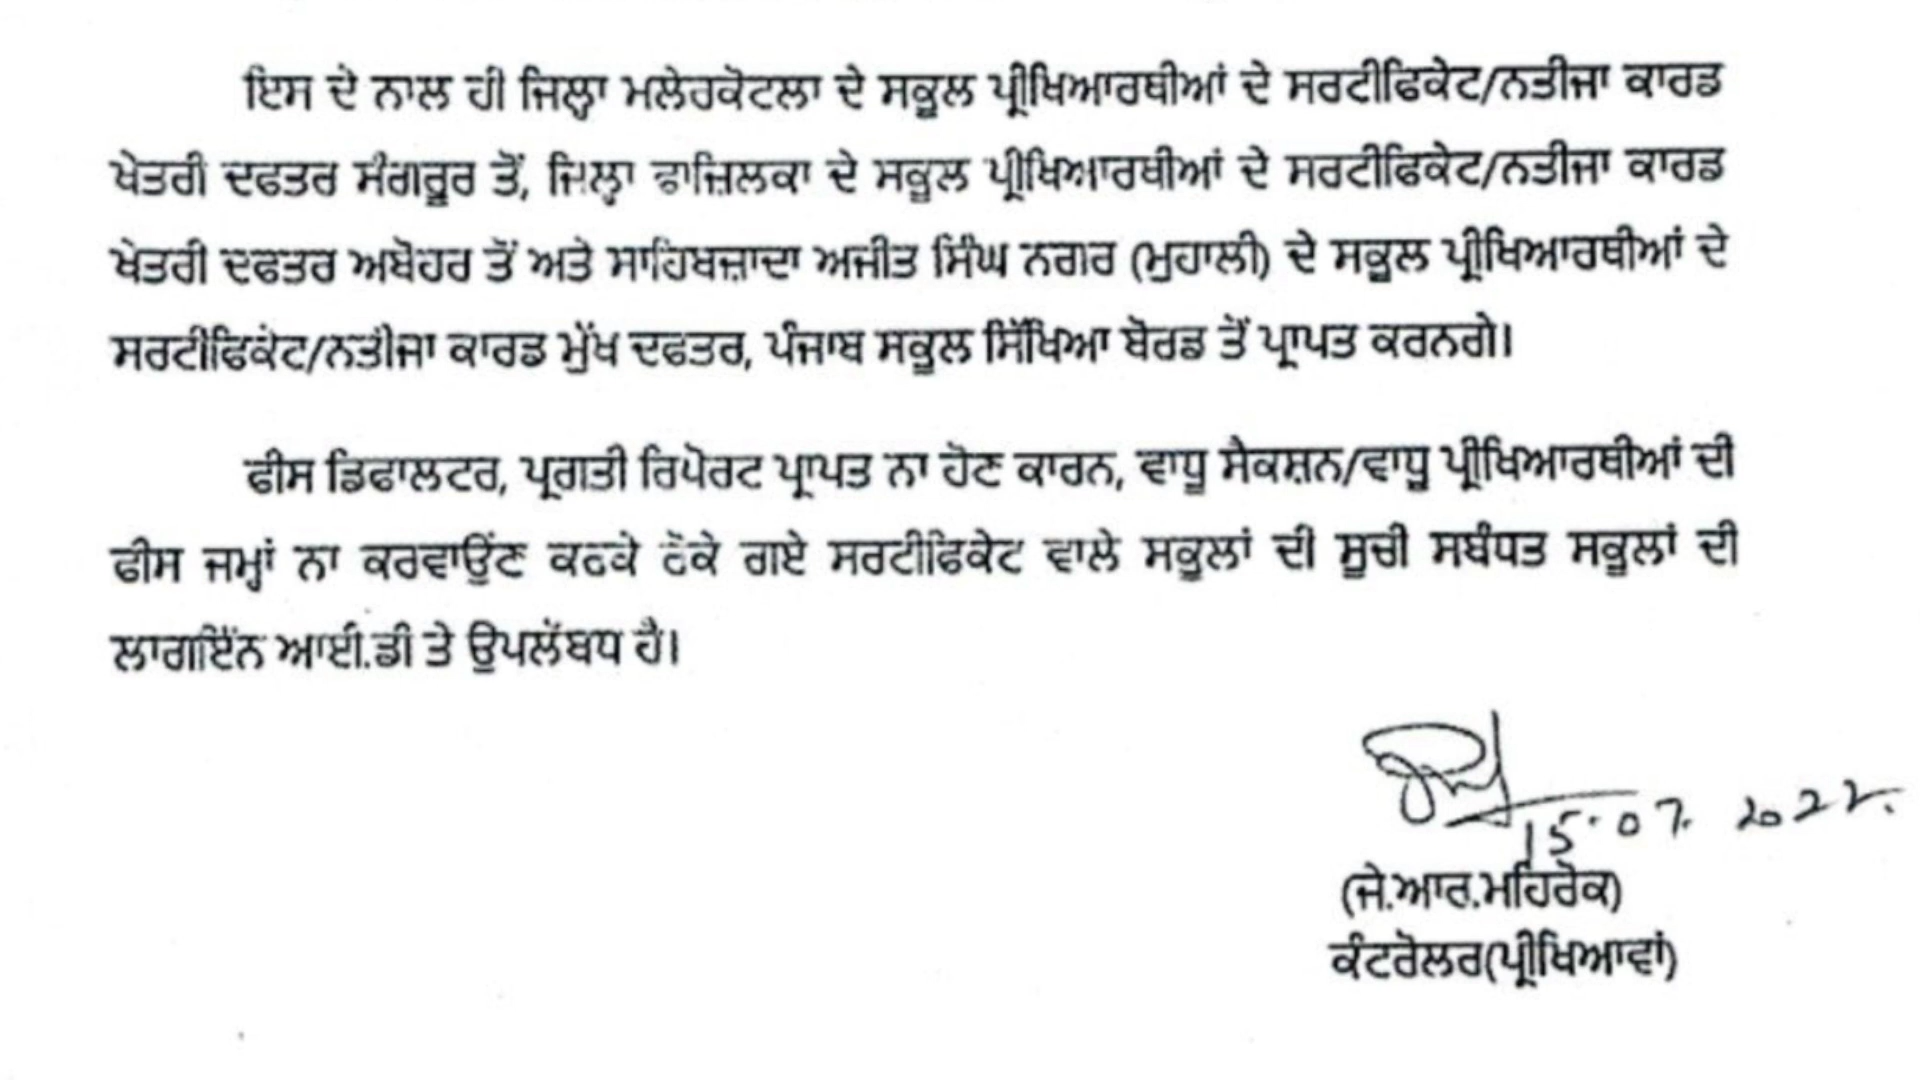 ਇਸ ਦੇ ਨਾਲ ਹੀ ਜਿਲ੍ਹਾ ਮਲੇਰਕੋਟਲਾ ਦੇ ਸਕੂਲ ਪ੍ਰੀਖਿਆਰਥੀਆਂ ਦੇ ਸਰਟੀਫਿਕੇਟ/ਨਤੀਜਾ ਕਾਰਡ
ਖੇਤਰੀ ਦਫਤਰ ਸੰਗਰੂਰ ਤੋਂ, ਜਿਲ੍ਹਾ ਫਾਜ਼ਿਲਕਾ ਦੇ ਸਕੂਲ ਪ੍ਰੀਖਿਆਰਥੀਆਂ ਦੇ ਸਰਟੀਫਿਕੇਟ/ਨਤੀਜਾ ਕਾਰਡ
ਖੇਤਰੀ ਦਫਤਰ ਅਬੋਹਰ ਤੋਂ ਅਤੇ ਸਾਹਿਬਜ਼ਾਦਾ ਅਜੀਤ ਸਿੰਘ ਨਗਰ (ਮੁਹਾਲੀ) ਦੇ ਸਕੂਲ ਪ੍ਰੀਖਿਆਰਥੀਆਂ ਦੇ
ਸਰਟੀਫਿਕੇਟ/ਨਤੀਜਾ ਕਾਰਡ ਮੁੱਖ ਦਫਤਰ, ਪੰਜਾਬ ਸਕੂਲ ਸਿੱਖਿਆ ਬੋਰਡ ਤੋਂ ਪ੍ਰਾਪਤ ਕਰਨਗੇ।
ਫੀਸ ਡਿਫਾਲਟਰ, ਪ੍ਰਗਤੀ ਰਿਪੋਰਟ ਪ੍ਰਾਪਤ ਨਾ ਹੋਣ ਕਾਰਨ, ਵਾਧੂ ਸੈਕਸ਼ਨ/ਵਾਧੂ ਪ੍ਰੀਖਿਆਰਥੀਆਂ ਦੀ
ਫੀਸ ਜਮ੍ਹਾਂ ਨਾ ਕਰਵਾਉਣ ਕਰਕੇ ਰੋਕੇ ਗਏ ਸਰਟੀਫਿਕੇਟ ਵਾਲੇ ਸਕੂਲਾਂ ਦੀ ਸੂਚੀ ਸਬੰਧਤ ਸਕੂਲਾਂ ਦੀ
ਲਾਗਇੰਨ ਆਈ.ਡੀ ਤੇ ਉਪਲੱਬਧ ਹੈ।
15.07.2022.
(ਜੇ.ਆਰ.ਮਹਿਰੋਕ)
ਕੰਟਰੋਲਰ(ਪ੍ਰੀਖਿਆਵਾਂ)